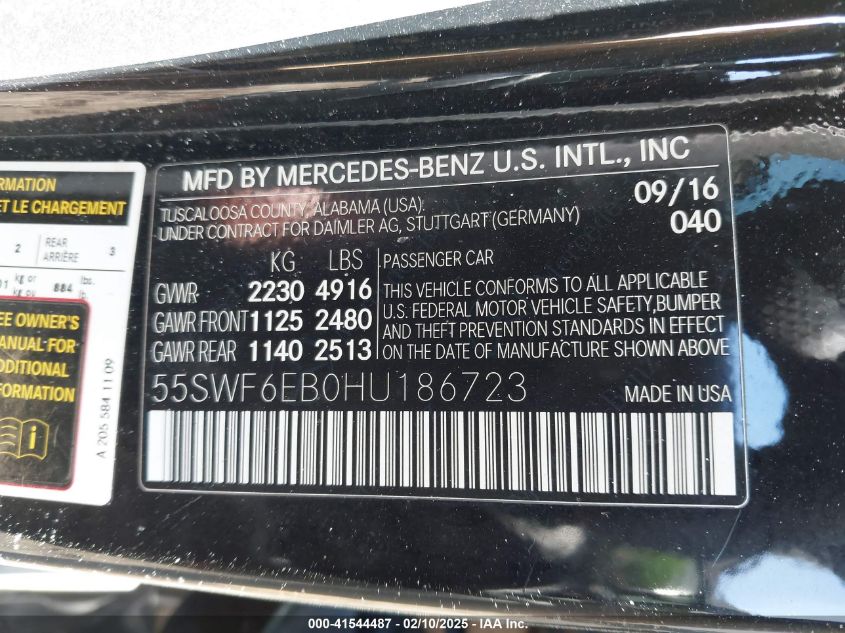 RMATION
ET LE CHARGEMENT
2 REAR ARRIÈRE 3
kg or lbs.
884
EE OWNER'S
ANUAL FOR
DDITIONAL
A 205 584 11 09
MFD BY MERCEDES-BENZ U.S. INTL., INC
TUSCALOOSA COUNTY, ALABAMA (USA). 09/16
UNDER CONTRACT FOR DAIMLER AG, STUTTGART (GERMANY) 040
KG LBS PASSENGER CAR
GVWR 2230 4916
GAWR FRONT 1125 2480
GAWR REAR 1140 2513
THIS VEHICLE CONFORMS TO ALL APPLICABLE
U.S. FEDERAL MOTOR VEHICLE SAFETY,BUMPER
AND THEFT PREVENTION STANDARDS IN EFFECT
ON THE DATE OF MANUFACTURE SHOWN ABOVE
55SWF6EB0HU186723 MADE IN USA
000-41544487 - 02/10/2025 - IAA Inc.